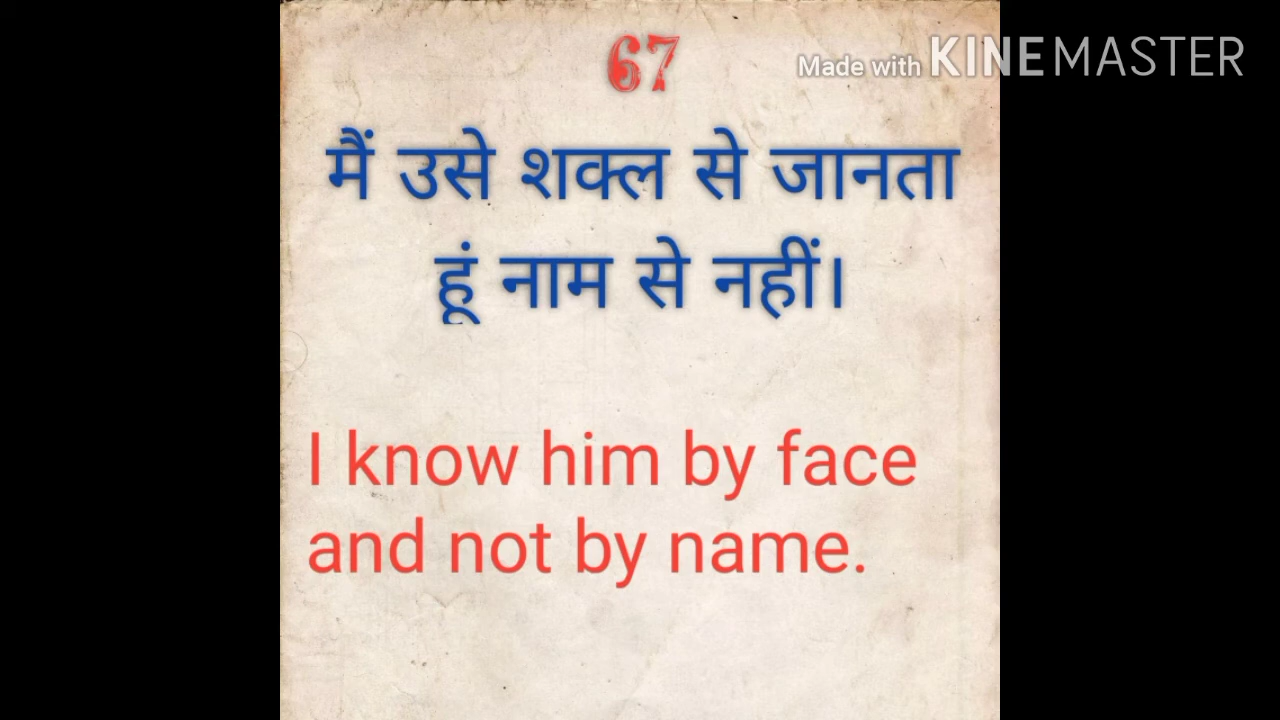 67
Made with KINEMASTER
मैं उसे शक्ल से जानता
हूं नाम से नहीं।
I know him by face
and not by name.